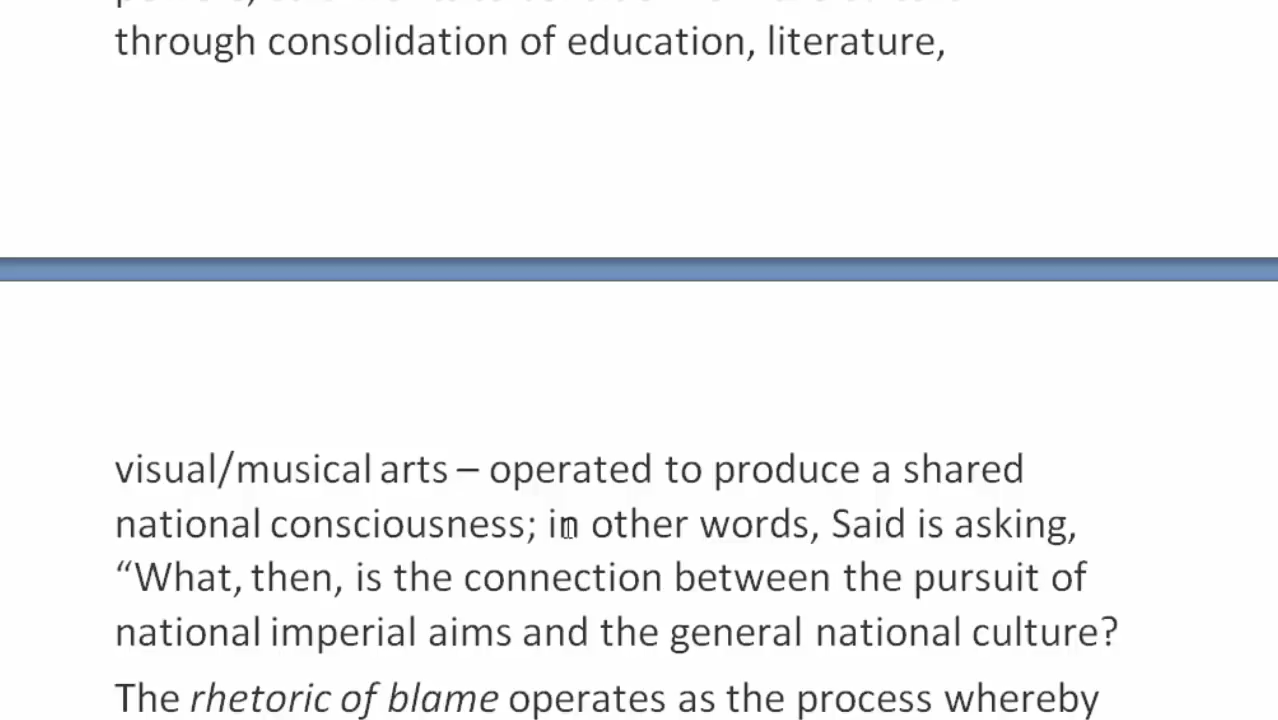 through consolidation of education, literature,
visual/musical arts – operated to produce a shared
national consciousness; in other words, Said is asking,
“What, then, is the connection between the pursuit of
national imperial aims and the general national culture?
The rhetoric of blame operates as the process whereby